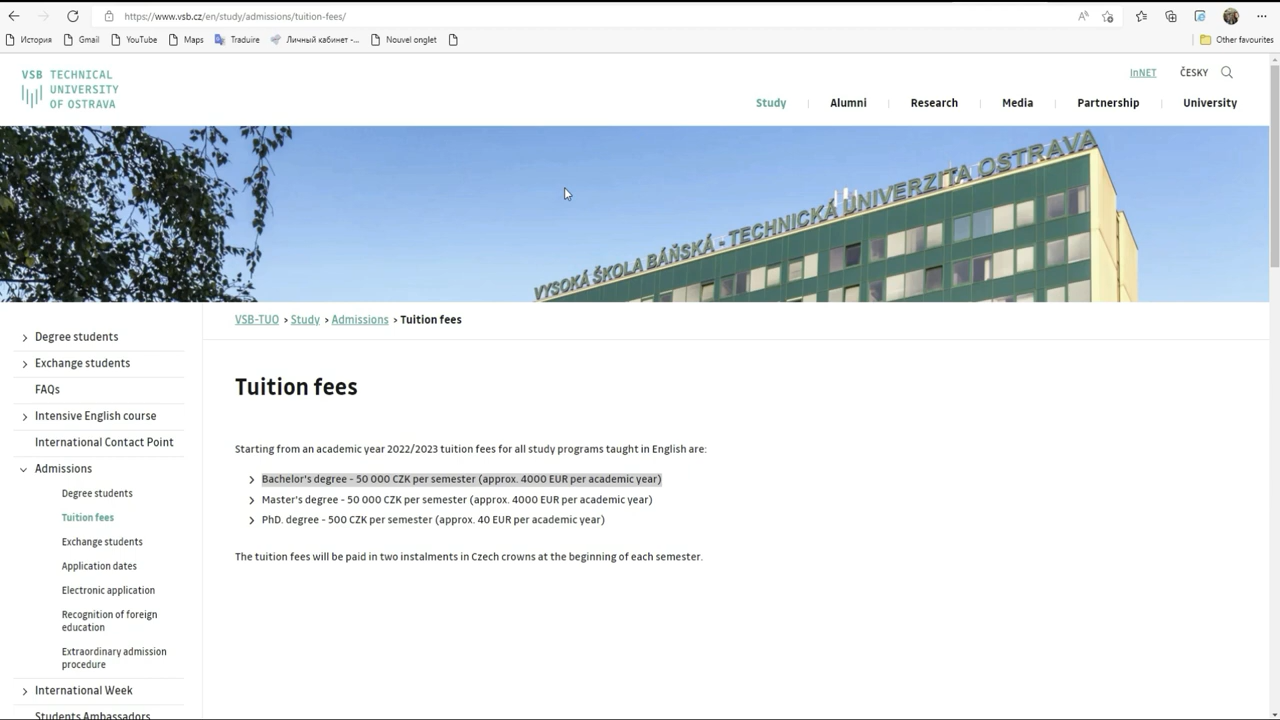 https://www.vsb.cz/en/study/admissions/tuition-fees/
История
Gmail
YouTube
Maps
Traduire
Личный кабинет -...
Nouvel onglet
Other favourites
VSB TECHNICAL
UNIVERSITY
OF OSTRAVA
InNET
ČESKY
Study
Alumni
Research
Media
Partnership
University
VYSOKÁ ŠKOLA BÁŇSKÁ - TECHNICKÁ UNIVERZITA OSTRAVA
VSB-TUO › Study › Admissions › Tuition fees
Degree students
Exchange students
FAQs
Intensive English course
International Contact Point
Admissions
Degree students
Tuition fees
Exchange students
Application dates
Electronic application
Recognition of foreign
education
Extraordinary admission
procedure
International Week
Students Ambassadors
Tuition fees
Starting from an academic year 2022/2023 tuition fees for all study programs taught in English are:
Bachelor's degree - 50 000 CZK per semester (approx. 4000 EUR per academic year)
Master's degree - 50 000 CZK per semester (approx. 4000 EUR per academic year)
PhD. degree - 500 CZK per semester (approx. 40 EUR per academic year)
The tuition fees will be paid in two instalments in Czech crowns at the beginning of each semester.